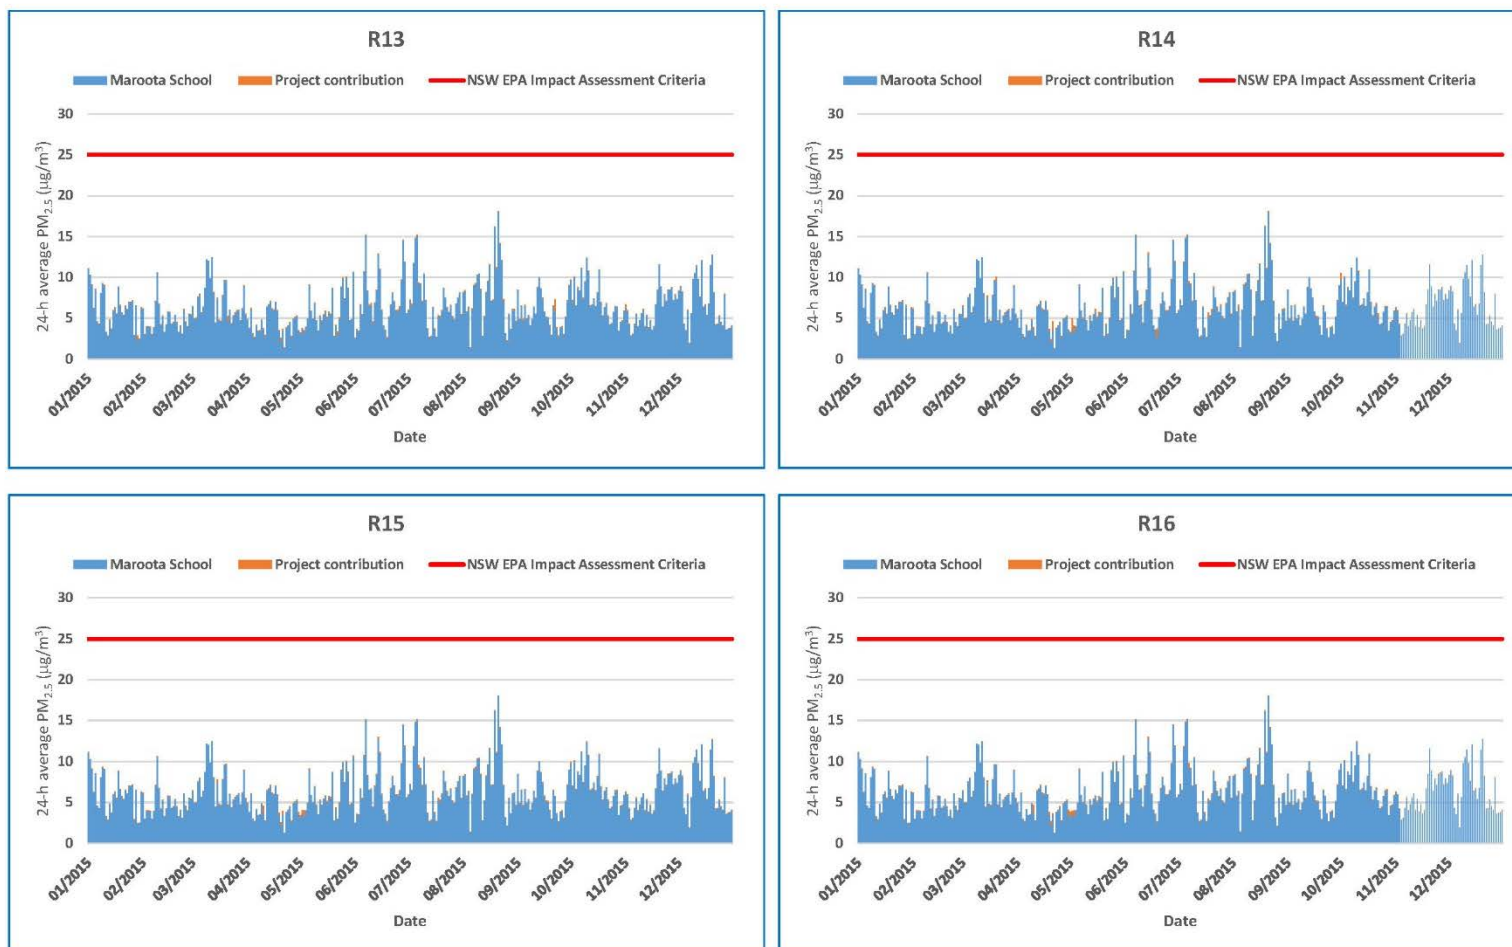 R13
Maroota School Project contribution NSW EPA Impact Assessment Criteria
30
25
20
15
10
5
0
24-h average PM2.5 (µg/m³)
01/2015 02/2015 03/2015 04/2015 05/2015 06/2015 07/2015 08/2015 09/2015 10/2015 11/2015 12/2015
Date
R14
Maroota School Project contribution NSW EPA Impact Assessment Criteria
30
25
20
15
10
5
0
24-h average PM2.5 (µg/m³)
01/2015 02/2015 03/2015 04/2015 05/2015 06/2015 07/2015 08/2015 09/2015 10/2015 11/2015 12/2015
Date
R15
Maroota School Project contribution NSW EPA Impact Assessment Criteria
30
25
20
15
10
5
0
24-h average PM2.5 (µg/m³)
01/2015 02/2015 03/2015 04/2015 05/2015 06/2015 07/2015 08/2015 09/2015 10/2015 11/2015 12/2015
Date
R16
Maroota School Project contribution NSW EPA Impact Assessment Criteria
30
25
20
15
10
5
0
24-h average PM2.5 (µg/m³)
01/2015 02/2015 03/2015 04/2015 05/2015 06/2015 07/2015 08/2015 09/2015 10/2015 11/2015 12/2015
Date